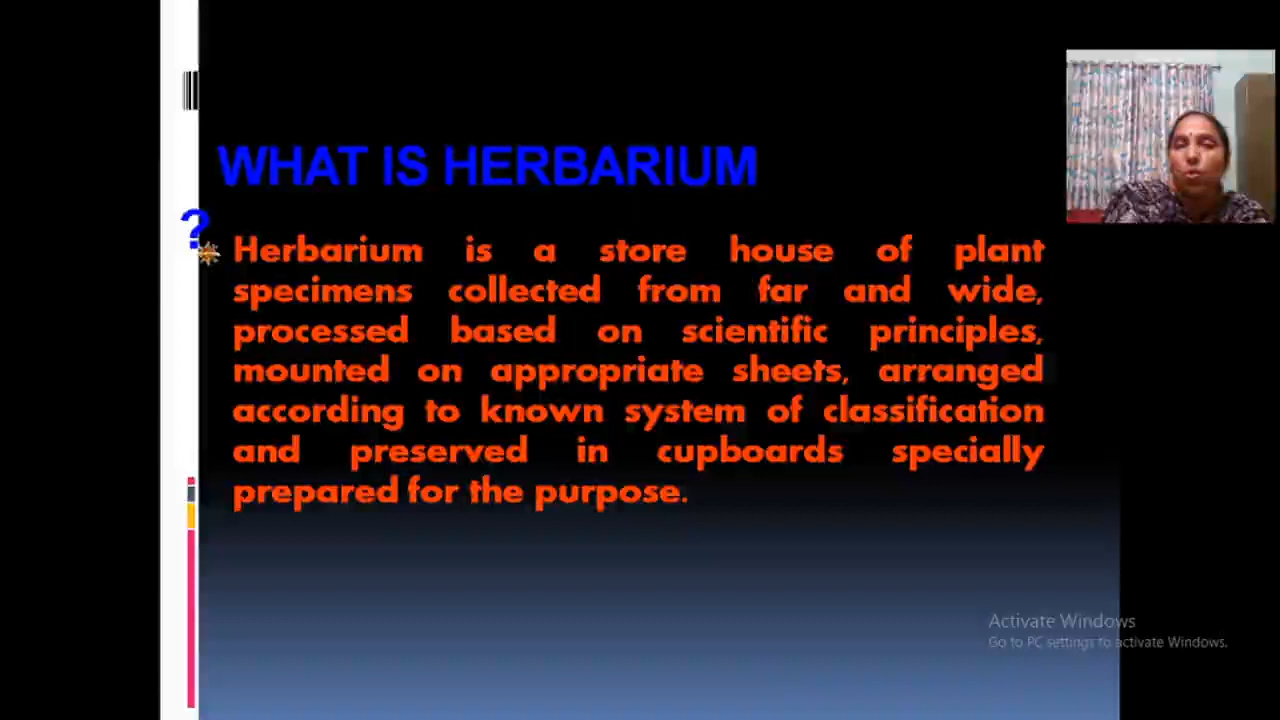 WHAT IS HERBARIUM
?
Herbarium is a store house of plant
specimens collected from far and wide,
processed based on scientific principles,
mounted on appropriate sheets, arranged
according to known system of classification
and preserved in cupboards specially
prepared for the purpose.
Activate Windows
Go to PC settings to activate Windows.